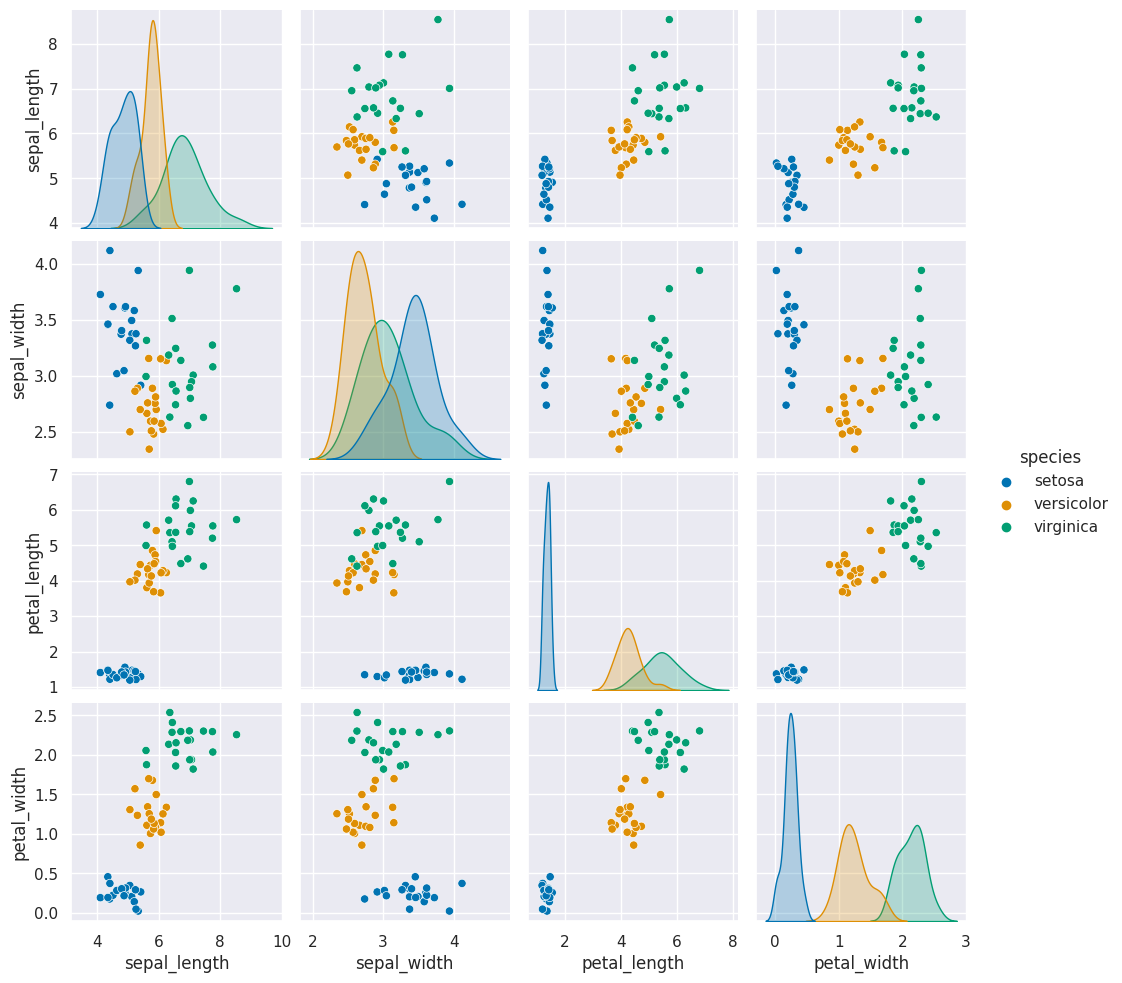 8
7
6
5
4
sepal_length
4.0
3.5
3.0
2.5
sepal_width
7
6
5
4
3
2
1
petal_length
2.5
2.0
1.5
1.0
0.5
0.0
petal_width
4 6 8 10
sepal_length
2 3 4
sepal_width
2 4 6 8
petal_length
0 1 2 3
petal_width
species
setosa
versicolor
virginica